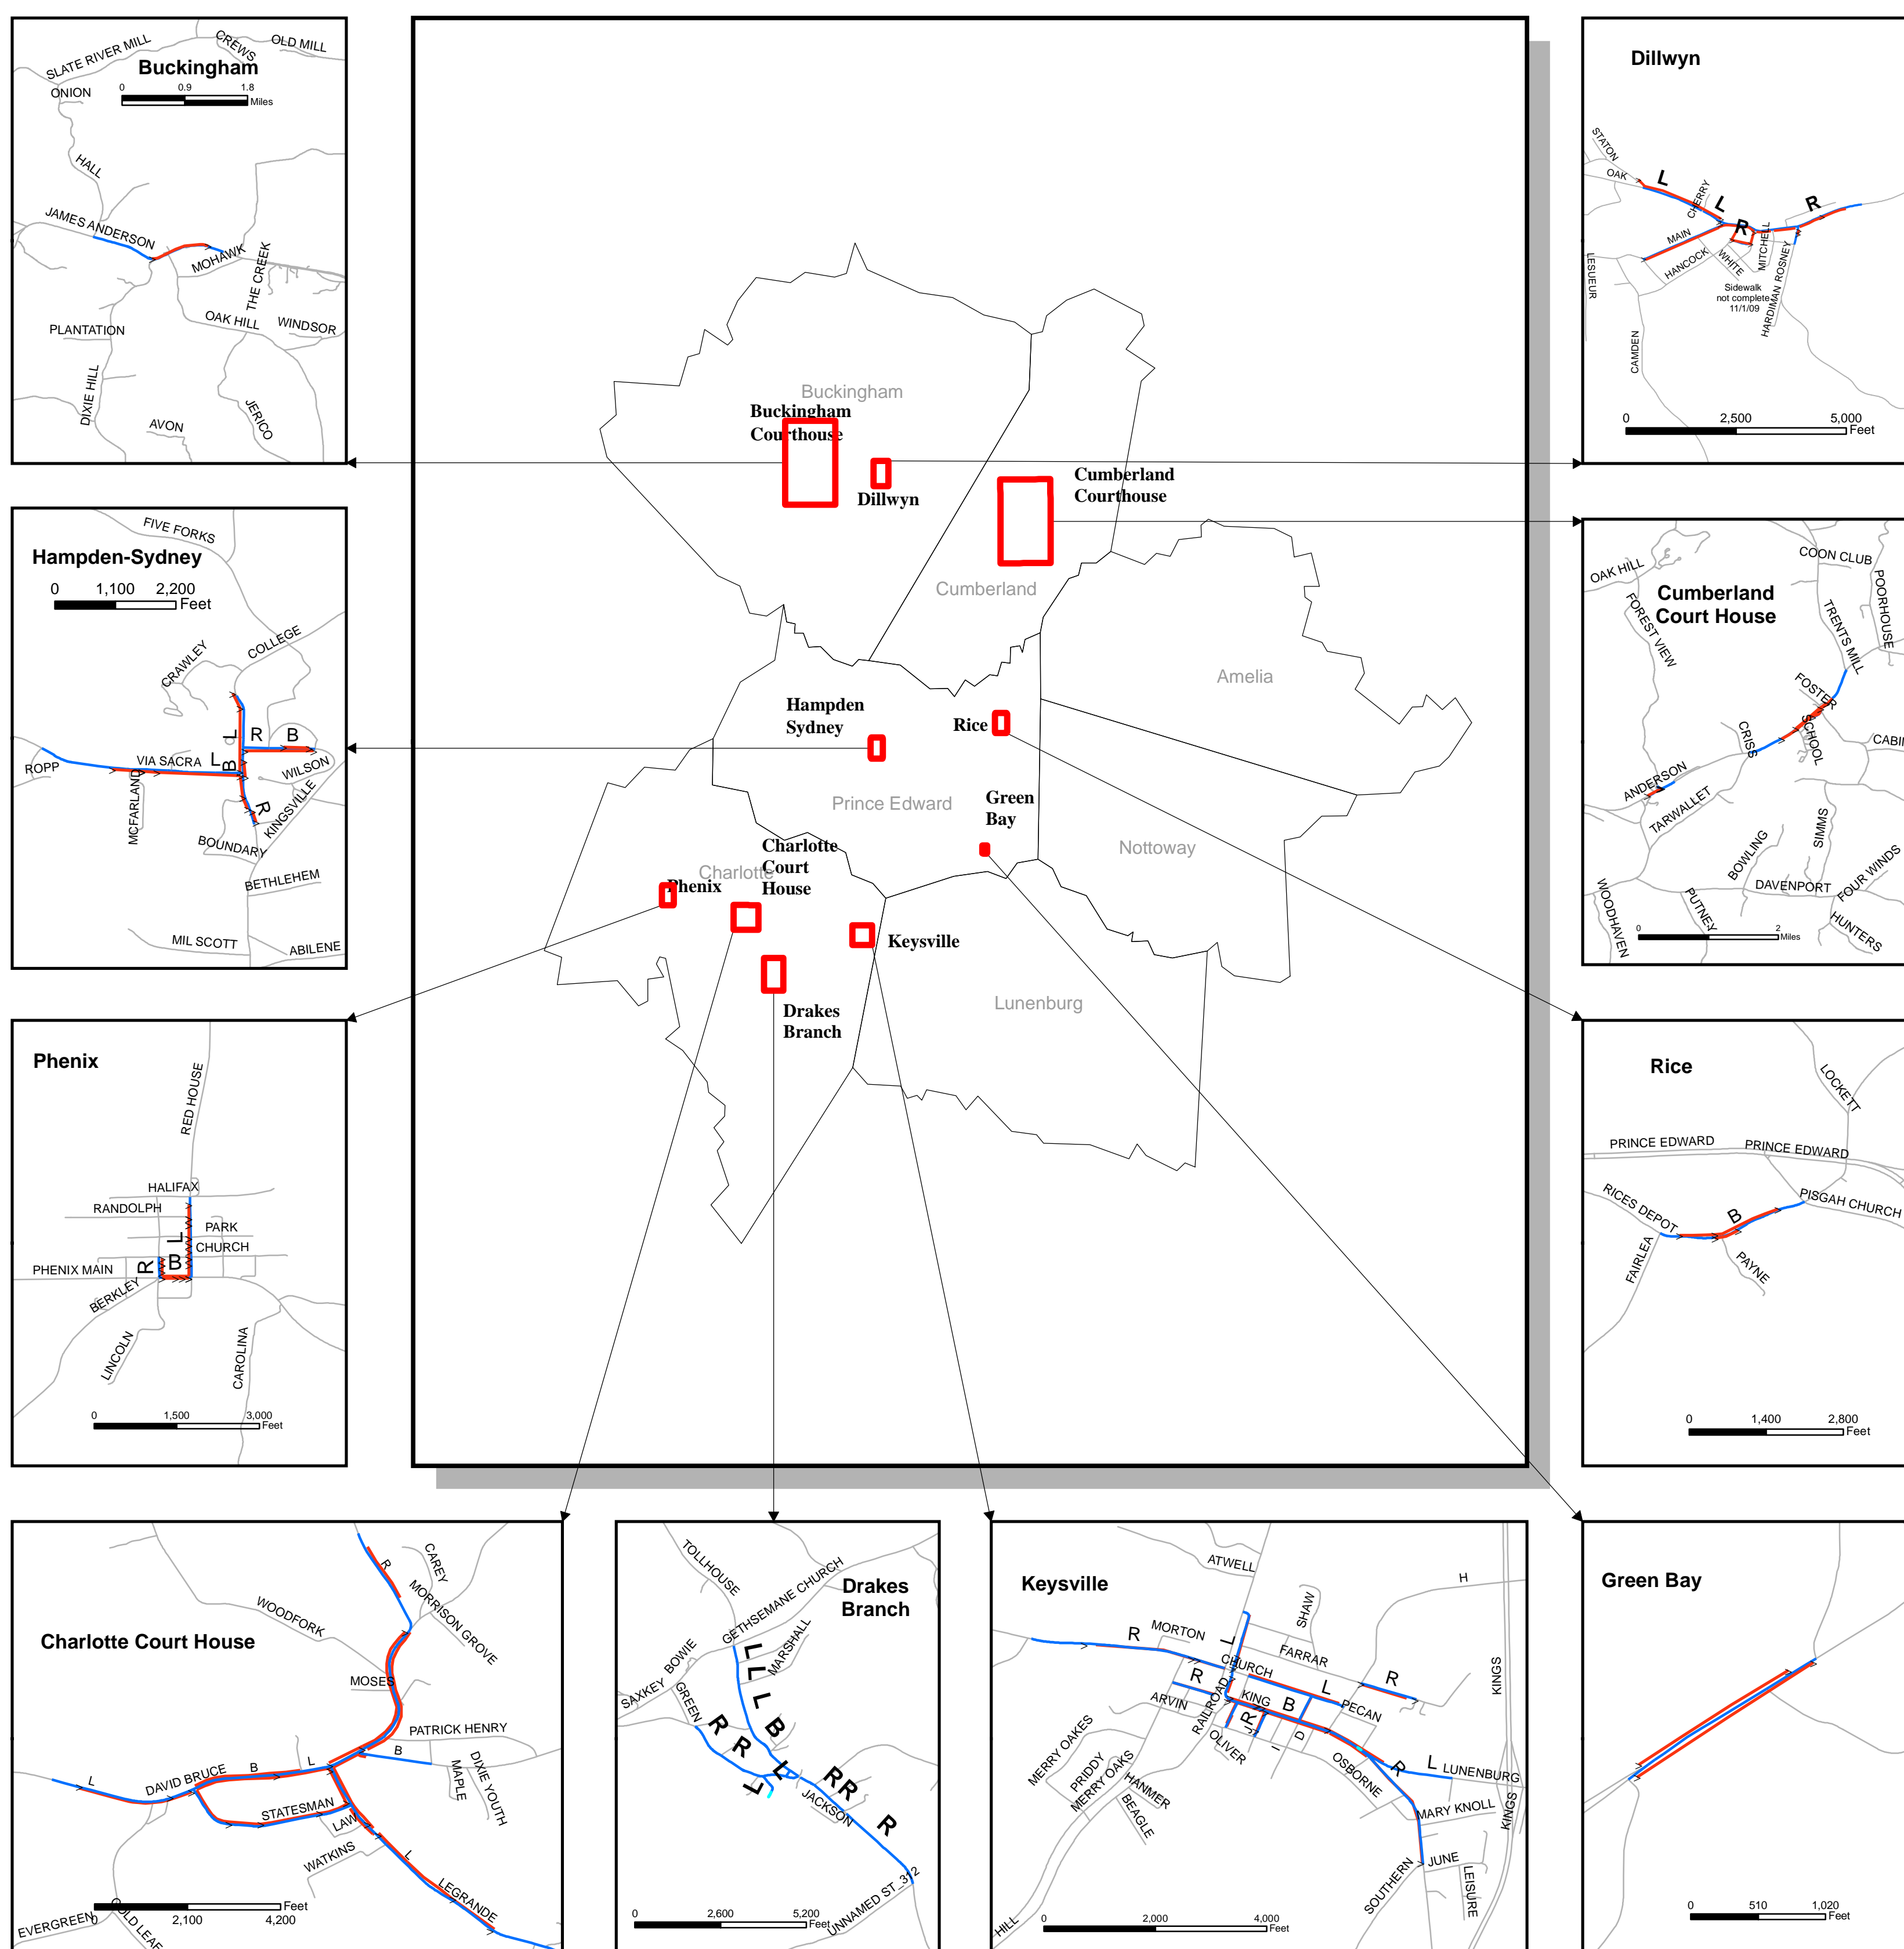 SLATE RIVER MILL
CREWS
OLD MILL
Buckingham
0 0.9 1.8
Miles
ONION
HALL
JAMES ANDERSON
MOHAWK
THE CREEK
OAK HILL
WINDSOR
PLANTATION
DIXIE HILL
AVON
JERICO
Buckingham
Buckingham
Courthouse
Dillwyn
Cumberland
Courthouse
Cumberland
Amelia
Hampden
Sydney
Rice
Prince Edward
Green
Bay
Nottoway
Charlotte
Charlotte
Court
House
Phenix
Keysville
Drakes
Branch
Lunenburg
Dillwyn
STATON
OAK
L
L
R
R
CHERRY
MAIN
HANCOCK
WHITE
MITCHELL
HARDIMAN ROSNEY
LESUEUR
Sidewalk
not complete
11/1/09
CAMDEN
0 2,500 5,000
Feet
FIVE FORKS
Hampden-Sydney
0 1,100 2,200
Feet
COLLEGE
CRAWLEY
L
R B
VIA SACRA
L
B
ROPP
WILSON
MCFARLAND
R
KINGSVILLE
BOUNDARY
BETHLEHEM
MIL SCOTT
ABILENE
OAK HILL
COON CLUB
POORHOUSE
Cumberland
Court House
FOREST VIEW
TRENTS MILL
FOSTER
SCHOOL
CRISS
CABIN
ANDERSON
TARWALLET
SIMMS
BOWLING
DAVENPORT
FOUR WINDS
WOODHAVEN
PUTNEY
HUNTERS
0 2
Miles
Phenix
RED HOUSE
HALIFAX
RANDOLPH
PARK
L
CHURCH
R B
PHENIX MAIN
BERKLEY
LINCOLN
CAROLINA
0 1,500 3,000
Feet
Rice
LOCKETT
PRINCE EDWARD
PRINCE EDWARD
RICES DEPOT
B
PISGAH CHURCH
FAIRLEA
PAYNE
0 1,400 2,800
Feet
Charlotte Court House
R
CAREY
MORRISON GROVE
WOODFORK
MOSES
PATRICK HENRY
B
L
DAVID BRUCE
B
L
MAPLE
DIXIE YOUTH
STATESMAN
LAW
WATKINS
L
LEGRANDE
EVERGREEN
GOLD LEAF
0 2,100 4,200
Feet
Drakes
Branch
TOLLHOUSE
GETHSEMANE CHURCH
BOWIE
MARSHALL
SAXKEY
GREEN
L
L
L
B
L
R
R
L
R
R
R
JACKSON
UNNAMED ST_312
0 2,600 5,200
Feet
Keysville
ATWELL
H
SHAW
R
MORTON
L
FARRAR
CHURCH
R
R
L
KING
B
PECAN
ARVIN
RAILROAD
R
OLIVER
I
D
OSBORNE
R
L
LUNENBURG
MERRY OAKES
PRIDDY
MERRY OAKS
HANMER
BEAGLE
MARY KNOLL
KINGS
KINGS
JUNE
SOUTHERN
LEISURE
HILL
0 2,000 4,000
Feet
Green Bay
0 510 1,020
Feet